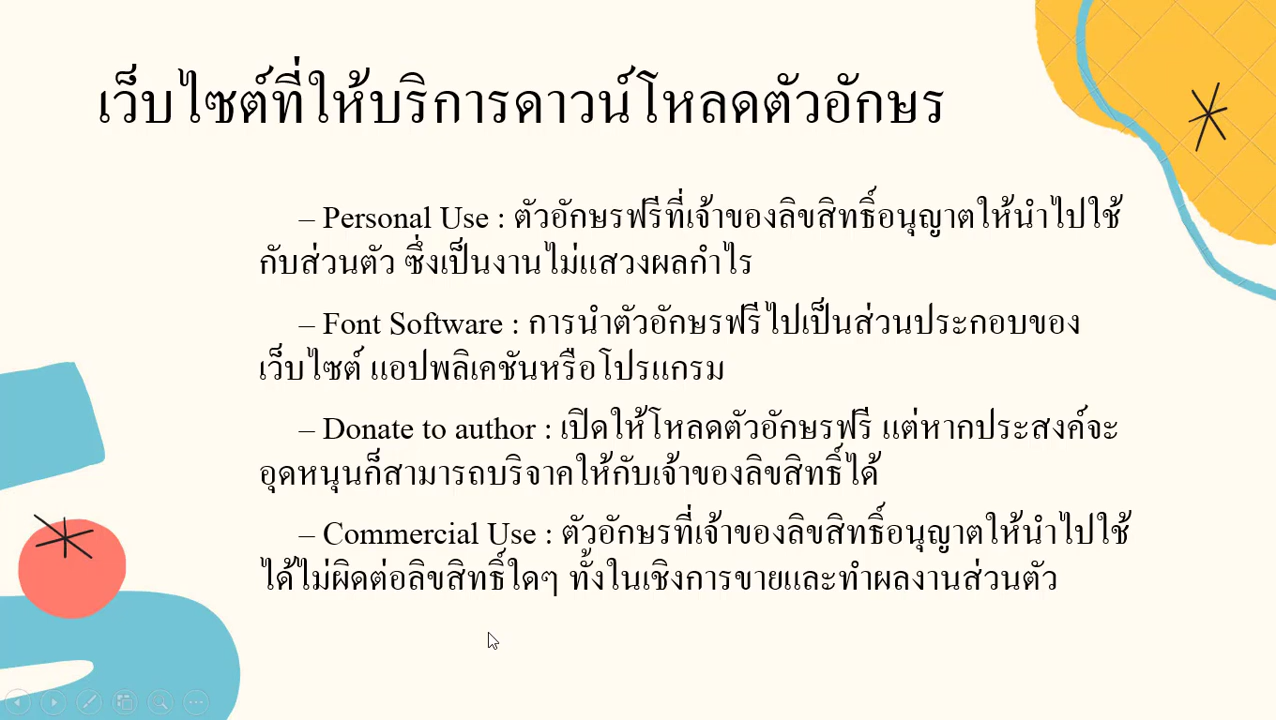 เว็บไซต์ที่ให้บริการดาวน์โหลดตัวอักษร
– Personal Use : ตัวอักษรฟรีที่เจ้าของลิขสิทธิ์อนุญาตให้นำไปใช้
กับส่วนตัว ซึ่งเป็นงานไม่แสวงผลกำไร
– Font Software : การนำตัวอักษรฟรีไปเป็นส่วนประกอบของ
เว็บไซต์ แอปพลิเคชันหรือโปรแกรม
– Donate to author : เปิดให้โหลดตัวอักษรฟรี แต่หากประสงค์จะ
อุดหนุนก็สามารถบริจาคให้กับเจ้าของลิขสิทธิ์ได้
– Commercial Use : ตัวอักษรที่เจ้าของลิขสิทธิ์อนุญาตให้นำไปใช้
ได้ไม่ผิดต่อลิขสิทธิ์ใดๆ ทั้งในเชิงการขายและทำผลงานส่วนตัว